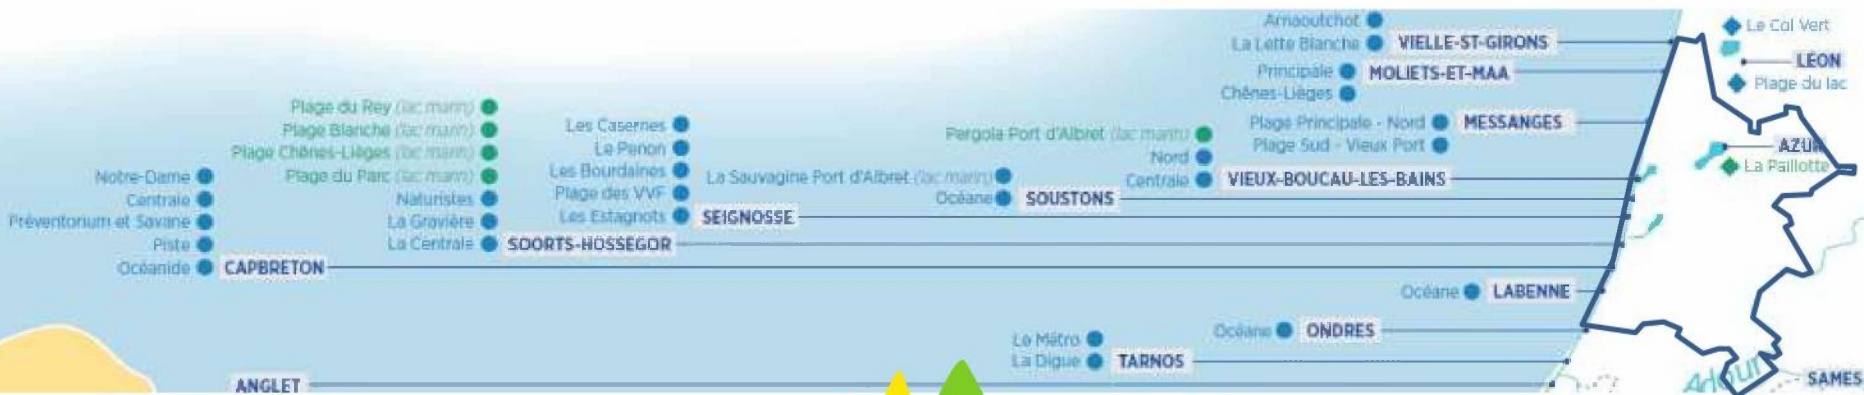 Arnaoutchot
La Lette Blanche VIELLE-ST-GIRONS
Principale MOLIETS-ET-MAA
Chênes-Lièges
Le Col Vert
LÉON
Plage du lac
Plage Principale - Nord MESSANGES
Plage Sud - Vieux Port
AZUR
La Paillotte
Pergola Port d'Albret (lac marin)
Nord
Centrale VIEUX-BOUCAU-LES-BAINS
La Sauvagine Port d'Albret (lac marin)
Océane SOUSTONS
Les Casernes
Le Penon
Les Bourdaines
Plage des VVF
Les Estagnots SEIGNOSSE
Plage du Rey (lac marin)
Plage Blanche (lac marin)
Plage Chênes-Lièges (lac marin)
Plage du Parc (lac marin)
Naturistes
La Gravière
La Centrale SOORTS-HOSSEGOR
Notre-Dame
Centrale
Préventorium et Savane
Piste
Océanide CAPBRETON
Océane LABENNE
Océane ONDRES
Le Métro
La Digue TARNOS
ANGLET
Adour
SAMES